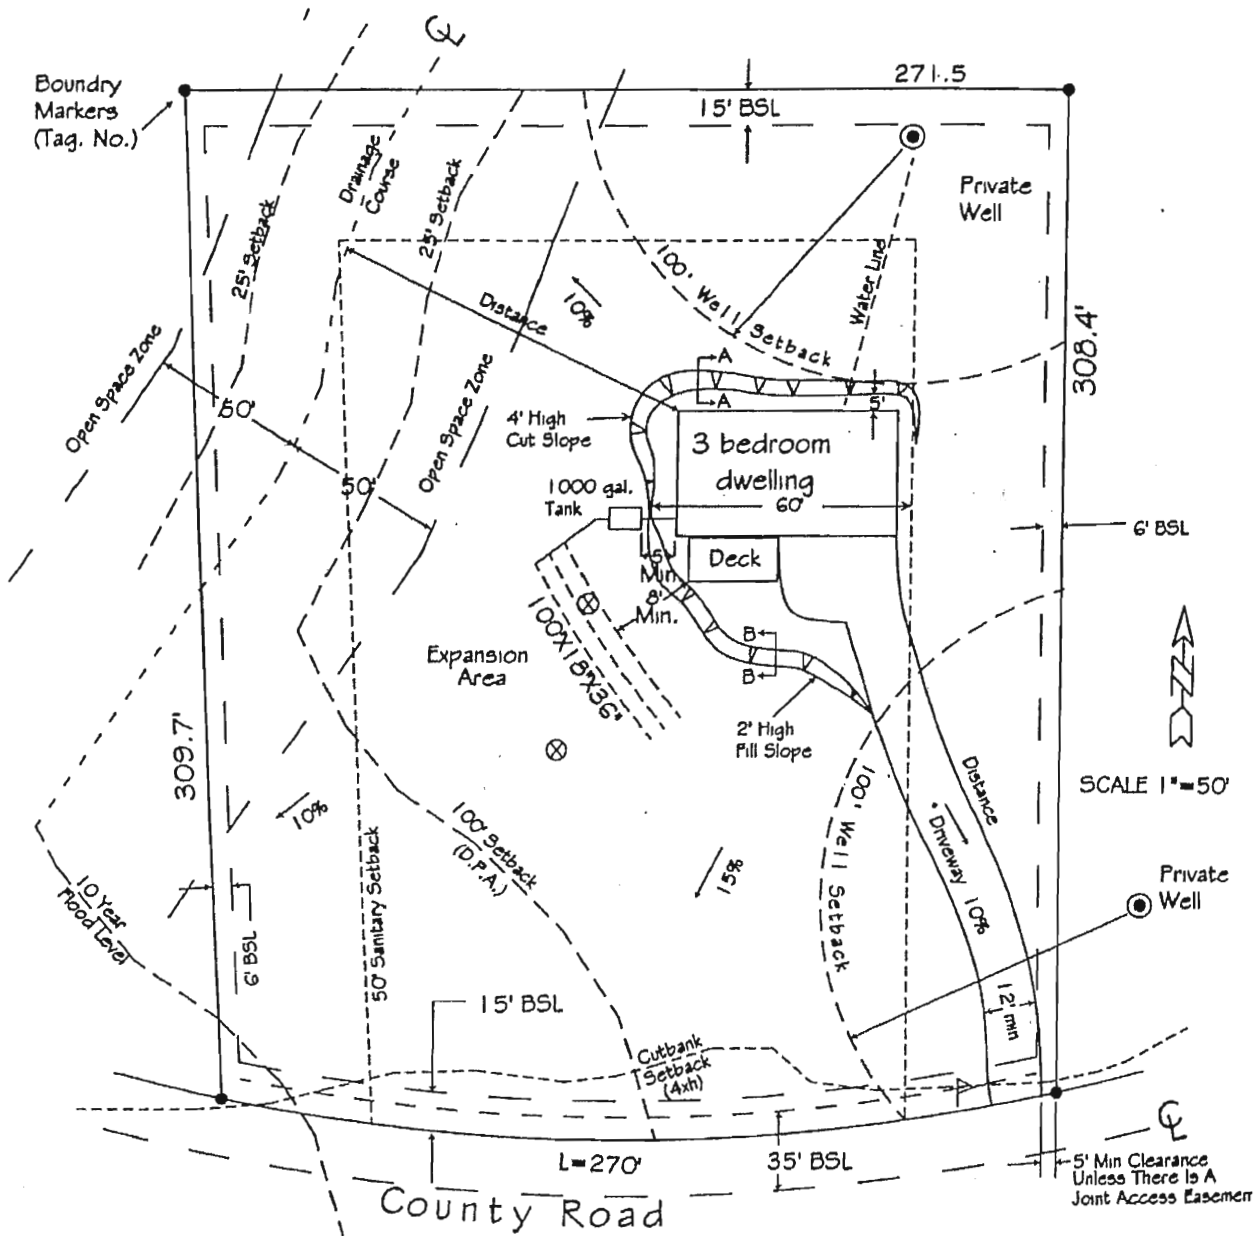 ℄
271.5
Boundry
Markers
(Tag. No.)
15' BSL
Drainage
Course
25' Setback
25' Setback
Private
Well
100' Well Setback
Water Line
10%
Distance
308.4'
Open Space Zone
50'
50'
Open Space Zone
A
A
5'
4' High
Cut Slope
3 bedroom
dwelling
60'
1000 gal.
Tank
6' BSL
Deck
5'
Min.
8'
Min.
100'X18"X36"
B
B
Expansion
Area
2' High
Fill Slope
309.7'
N
SCALE 1"=50'
Distance
Driveway 10%
100' Well Setback
10%
100' Setback
(D.P.A.)
15%
Private
Well
10 Year
Flood Level
6' BSL
50' Sanitary Setback
12' min
15' BSL
Cutbank
Setback
(4xh)
℄
L=270'
35' BSL
5' Min Clearance
Unless There Is A
Joint Access Easement
County Road